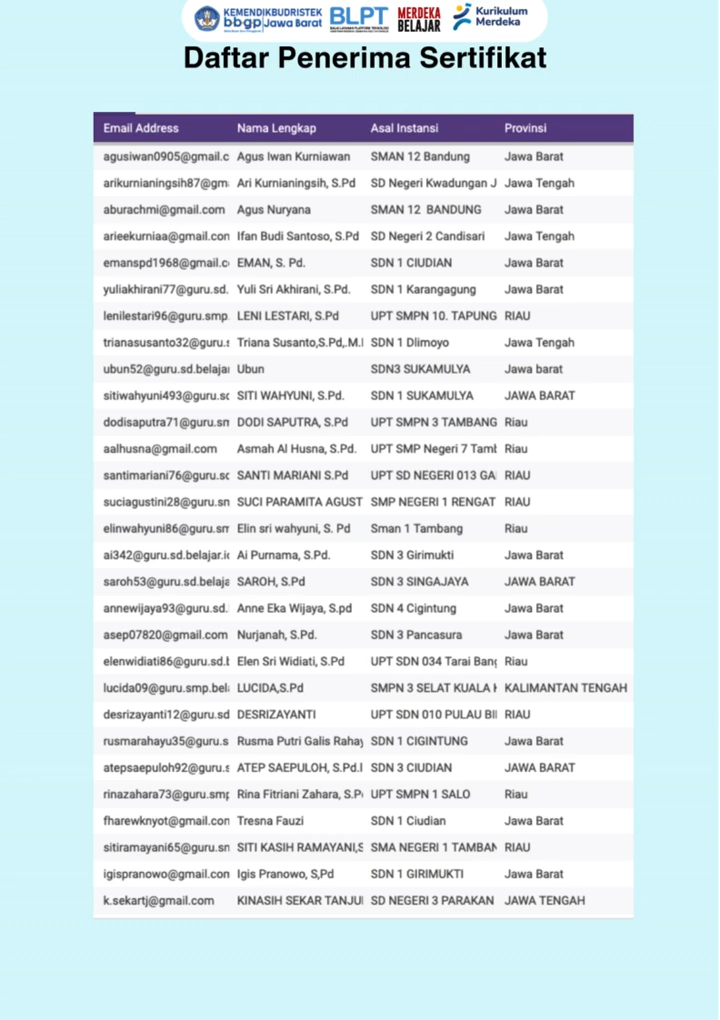 KEMENDIKBUDRISTEK
bbgp Jawa Barat
BLPT
MERDEKA
BELAJAR
Kurikulum
Merdeka
Daftar Penerima Sertifikat
Email Address Nama Lengkap Asal Instansi Provinsi
agusiwan0905@gmail.c Agus Iwan Kurniawan SMAN 12 Bandung Jawa Barat
arikurnianingsih87@gm Ari Kurnianingsih, S.Pd SD Negeri Kwadungan J Jawa Tengah
aburachmi@gmail.com Agus Nuryana SMAN 12 BANDUNG Jawa Barat
arieekurniaa@gmail.con Ifan Budi Santoso, S.Pd SD Negeri 2 Candisari Jawa Tengah
emanspd1968@gmail.c EMAN, S. Pd. SDN 1 CIUDIAN Jawa Barat
yuliakhirani77@guru.sd. Yuli Sri Akhirani, S.Pd. SDN 1 Karangagung Jawa Barat
lenilestari96@guru.smp. LENI LESTARI, S.Pd UPT SMPN 10. TAPUNG RIAU
trianasusanto32@guru.s Triana Susanto,S.Pd,.M.I SDN 1 Dlimoyo Jawa Tengah
ubun52@guru.sd.belajar Ubun SDN3 SUKAMULYA Jawa barat
sitiwahyuni493@guru.sd SITI WAHYUNI, S.Pd. SDN 1 SUKAMULYA JAWA BARAT
dodisaputra71@guru.sm DODI SAPUTRA, S.Pd UPT SMPN 3 TAMBANG Riau
aalhusna@gmail.com Asmah Al Husna, S.Pd. UPT SMP Negeri 7 Tamb Riau
santimariani76@guru.sd SANTI MARIANI S.Pd UPT SD NEGERI 013 GA RIAU
suciagustini28@guru.sn SUCI PARAMITA AGUST SMP NEGERI 1 RENGAT RIAU
elinwahyuni86@guru.sm Elin sri wahyuni, S. Pd Sman 1 Tambang Riau
ai342@guru.sd.belajar.ic Ai Purnama, S.Pd. SDN 3 Girimukti Jawa Barat
saroh53@guru.sd.belaja SAROH, S.Pd SDN 3 SINGAJAYA JAWA BARAT
annewijaya93@guru.sd. Anne Eka Wijaya, S.pd SDN 4 Cigintung Jawa Barat
asep07820@gmail.com Nurjanah, S.Pd. SDN 3 Pancasura Jawa Barat
elenwidiati86@guru.sd.b Elen Sri Widiati, S.Pd UPT SDN 034 Tarai Bang Riau
lucida09@guru.smp.bel LUCIDA,S.Pd SMPN 3 SELAT KUALA KALIMANTAN TENGAH
desrizayanti12@guru.sd DESRIZAYANTI UPT SDN 010 PULAU BI RIAU
rusmarahayu35@guru.s Rusma Putri Galis Rahay SDN 1 CIGINTUNG Jawa Barat
atepsaepuloh92@guru.s ATEP SAEPULOH, S.Pd.I SDN 3 CIUDIAN JAWA BARAT
rinazahara73@guru.smp Rina Fitriani Zahara, S.P UPT SMPN 1 SALO Riau
fharewknyot@gmail.con Tresna Fauzi SDN 1 Ciudian Jawa Barat
sitiramayani65@guru.sn SITI KASIH RAMAYANI,S SMA NEGERI 1 TAMBAN RIAU
igispranowo@gmail.con Igis Pranowo, S,Pd SDN 1 GIRIMUKTI Jawa Barat
k.sekartj@gmail.com KINASIH SEKAR TANJU SD NEGERI 3 PARAKAN JAWA TENGAH